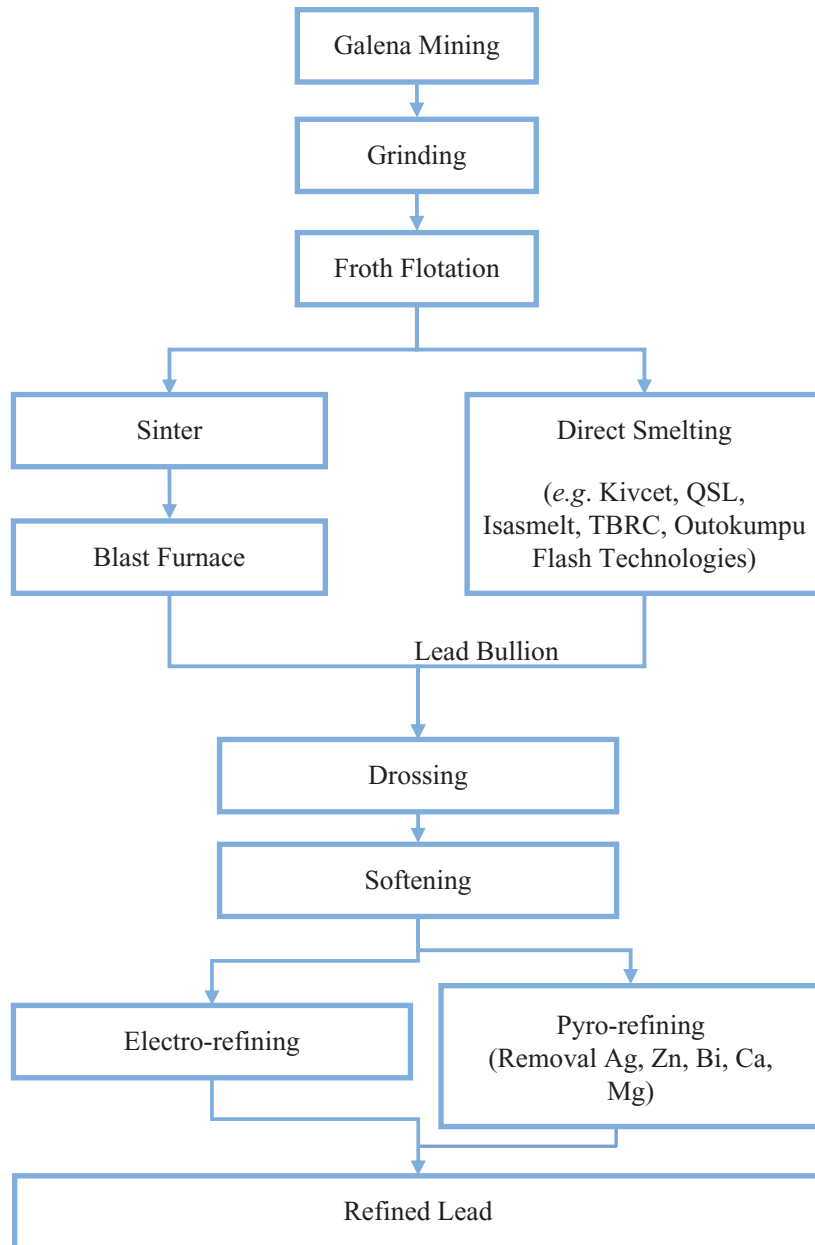 Galena Mining
Grinding
Froth Flotation
Sinter
Blast Furnace
Direct Smelting
(e.g. Kivcet, QSL,
Isasmelt, TBRC, Outokumpu
Flash Technologies)
Lead Bullion
Drossing
Softening
Electro-refining
Pyro-refining
(Removal Ag, Zn, Bi, Ca,
Mg)
Refined Lead